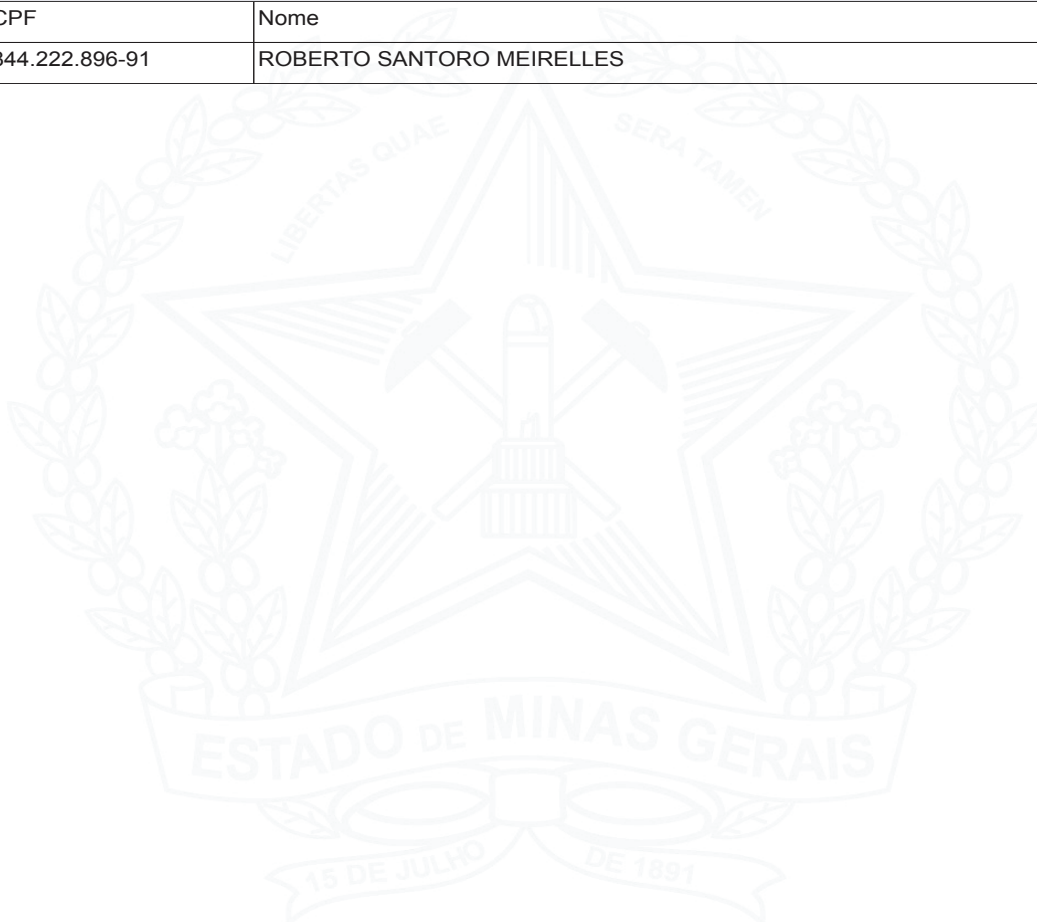 CPF Nome
844.222.896-91 ROBERTO SANTORO MEIRELLES
LIBERTAS QUAE SERA TAMEN
ESTADO DE MINAS GERAIS
15 DE JULHO DE 1891